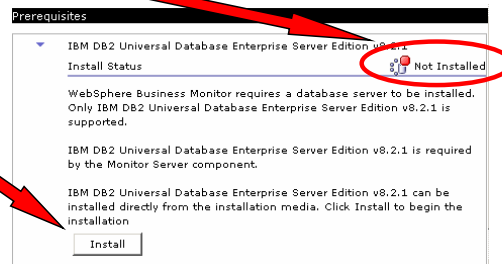 Prerequisites
IBM DB2 Universal Database Enterprise Server Edition v8.2.1
Install Status
Not Installed
WebSphere Business Monitor requires a database server to be installed.
Only IBM DB2 Universal Database Enterprise Server Edition v8.2.1 is
supported.
IBM DB2 Universal Database Enterprise Server Edition v8.2.1 is required
by the Monitor Server component.
IBM DB2 Universal Database Enterprise Server Edition v8.2.1 can be
installed directly from the installation media. Click Install to begin the
installation
Install